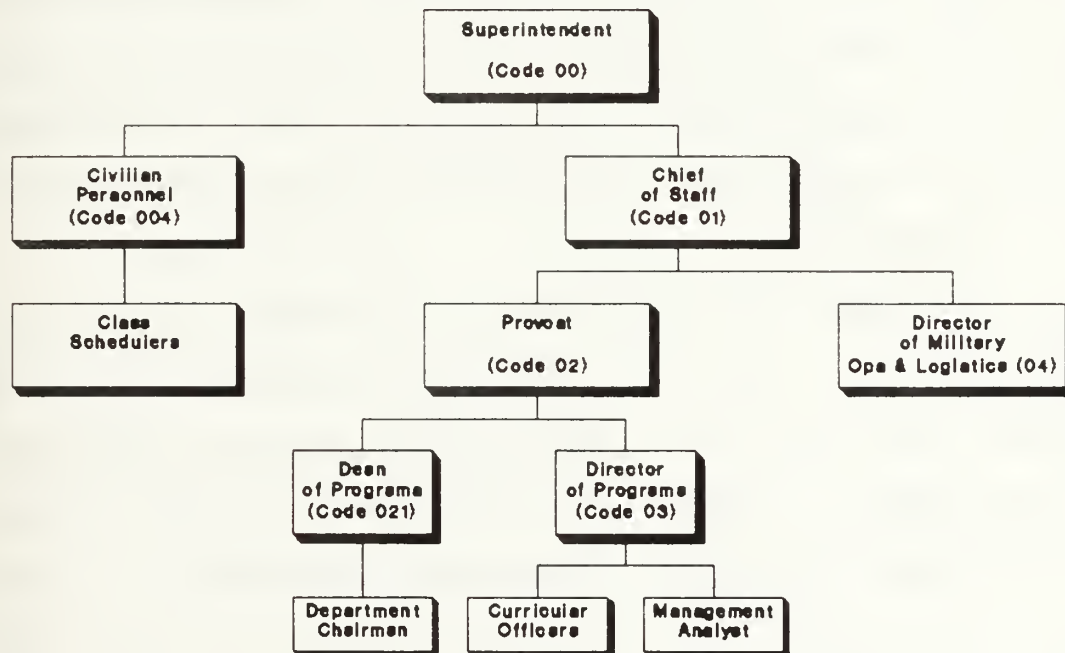 Superintendent
(Code 00)
Civilian
Personnel
(Code 004)
Chief
of Staff
(Code 01)
Class
Schedulers
Provost
(Code 02)
Director
of Military
Ops & Logistics (04)
Dean
of Programs
(Code 021)
Director
of Programs
(Code 03)
Department
Chairman
Curricular
Officers
Management
Analyst